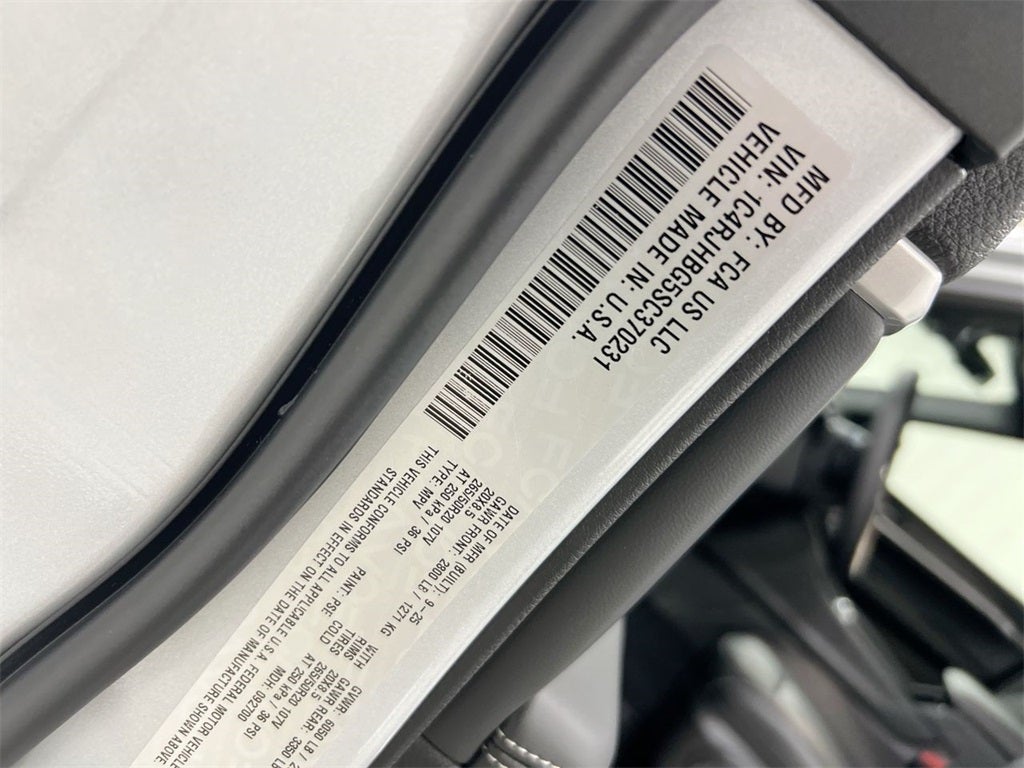 MFD BY: FCA US LLC
VIN: 1C4RJHBG5SC370231
VEHICLE MADE IN: U.S.A.
DATE OF MFR (BUILT): 9-25
GVWR: 6050 LB /
GAWR FRONT: 2800 LB / 1271 KG
WITH
GAWR REAR: 3350
20X8.5
RIMS
20X8.5
265/50R20 107V
TIRES
265/50R20 107V
AT 250 kPa / 36 PSI
COLD
AT 250 kPa / 36 PSI
TYPE: MPV
PAINT: PSE
MDH: 092700
THIS VEHICLE CONFORMS TO ALL APPLICABLE U.S.A. FEDERAL MOTOR VEHICLE
STANDARDS IN EFFECT ON THE DATE OF MANUFACTURE SHOWN ABOVE